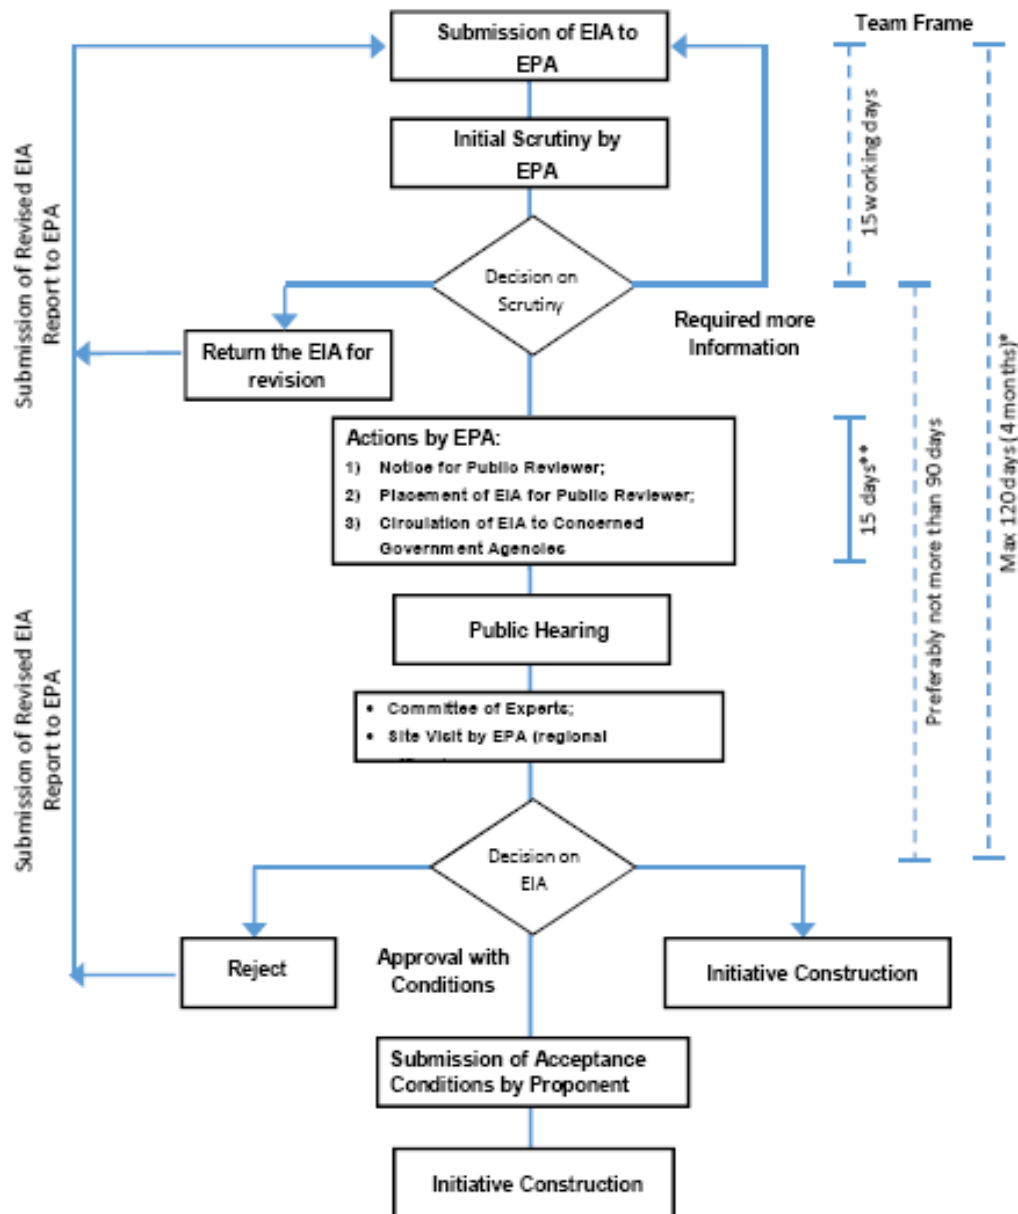 Team Frame
Submission of EIA to
EPA
Initial Scrutiny by
EPA
15 working days
Submission of Revised EIA
Report to EPA
Decision on
Scrutiny
Required more
Information
Return the EIA for
revision
Max 120 days (4 months)*
Preferably not more than 90 days
Actions by EPA:
1) Notice for Public Reviewer;
2) Placement of EIA for Public Reviewer;
3) Circulation of EIA to Concerned
Government Agencies
15 days**
Public Hearing
Submission of Revised EIA
Report to EPA
• Committee of Experts;
• Site Visit by EPA (regional
Decision on
EIA
Reject
Approval with
Conditions
Initiative Construction
Submission of Acceptance
Conditions by Proponent
Initiative Construction